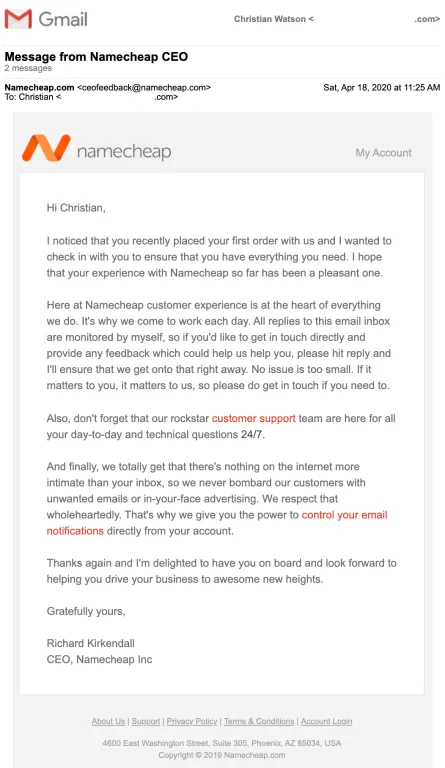 Gmail
Christian Watson < .com>
Message from Namecheap CEO
2 messages
Namecheap.com <ceofeedback@namecheap.com> Sat, Apr 18, 2020 at 11:25 AM
To: Christian < .com>
namecheap
My Account
Hi Christian,
I noticed that you recently placed your first order with us and I wanted to
check in with you to ensure that you have everything you need. I hope
that your experience with Namecheap so far has been a pleasant one.
Here at Namecheap customer experience is at the heart of everything
we do. It's why we come to work each day. All replies to this email inbox
are monitored by myself, so if you'd like to get in touch directly and
provide any feedback which could help us help you, please hit reply and
I'll ensure that we get onto that right away. No issue is too small. If it
matters to you, it matters to us, so please do get in touch if you need to.
Also, don't forget that our rockstar customer support team are here for all
your day-to-day and technical questions 24/7.
And finally, we totally get that there's nothing on the internet more
intimate than your inbox, so we never bombard our customers with
unwanted emails or in-your-face advertising. We respect that
wholeheartedly. That's why we give you the power to control your email
notifications directly from your account.
Thanks again and I'm delighted to have you on board and look forward to
helping you drive your business to awesome new heights.
Gratefully yours,
Richard Kirkendall
CEO, Namecheap Inc
About Us | Support | Privacy Policy | Terms & Conditions | Account Login
4600 East Washington Street, Suite 305, Phoenix, AZ 85034, USA
Copyright © 2019 Namecheap.com